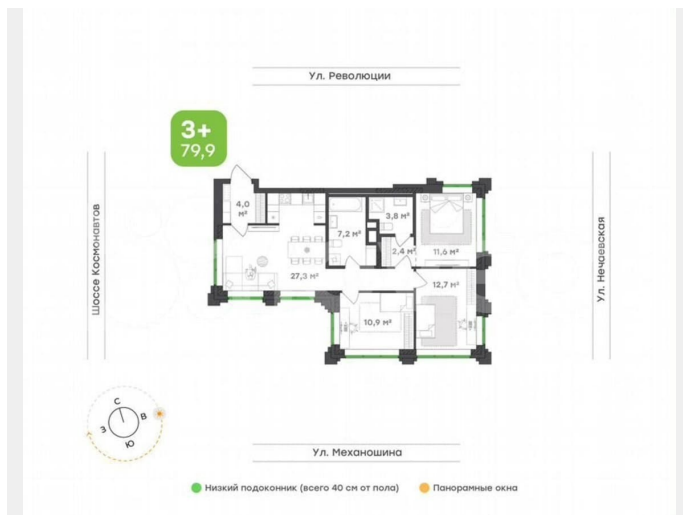 Ул. Революции
3+
79,9
4,0
м²
3,8 м²
7,2 м²
2,4 м²
11,6 м²
27,3 м²
12,7 м²
10,9 м²
Шоссе Космонавтов
Ул. Нечаевская
С
В
З
Ю
Ул. Механошина
Низкий подоконник (всего 40 см от пола)
Панорамные окна